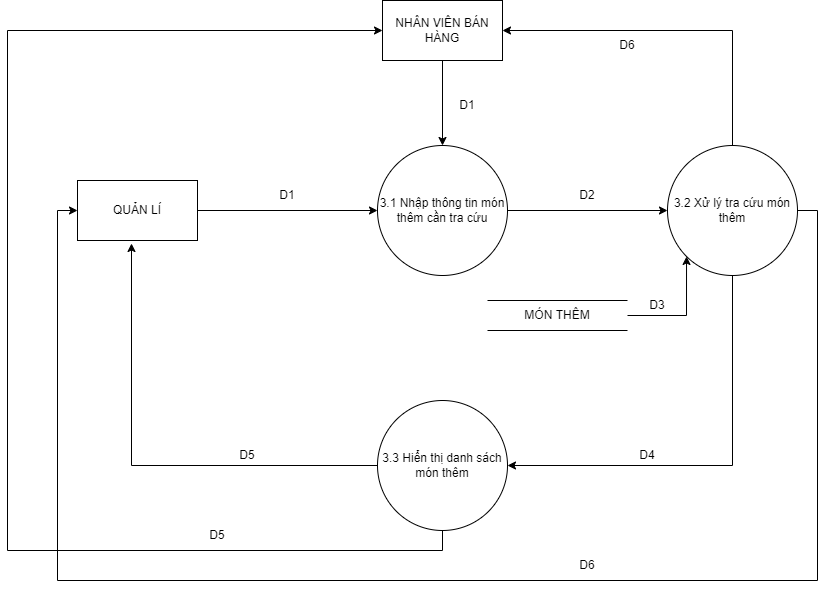 NHÂN VIÊN BÁN
HÀNG
D6
D1
QUẢN LÍ
D1
3.1 Nhập thông tin món
thêm cần tra cứu
D2
3.2 Xử lý tra cứu món
thêm
D3
MÓN THÊM
D5
3.3 Hiển thị danh sách
món thêm
D4
D5
D6